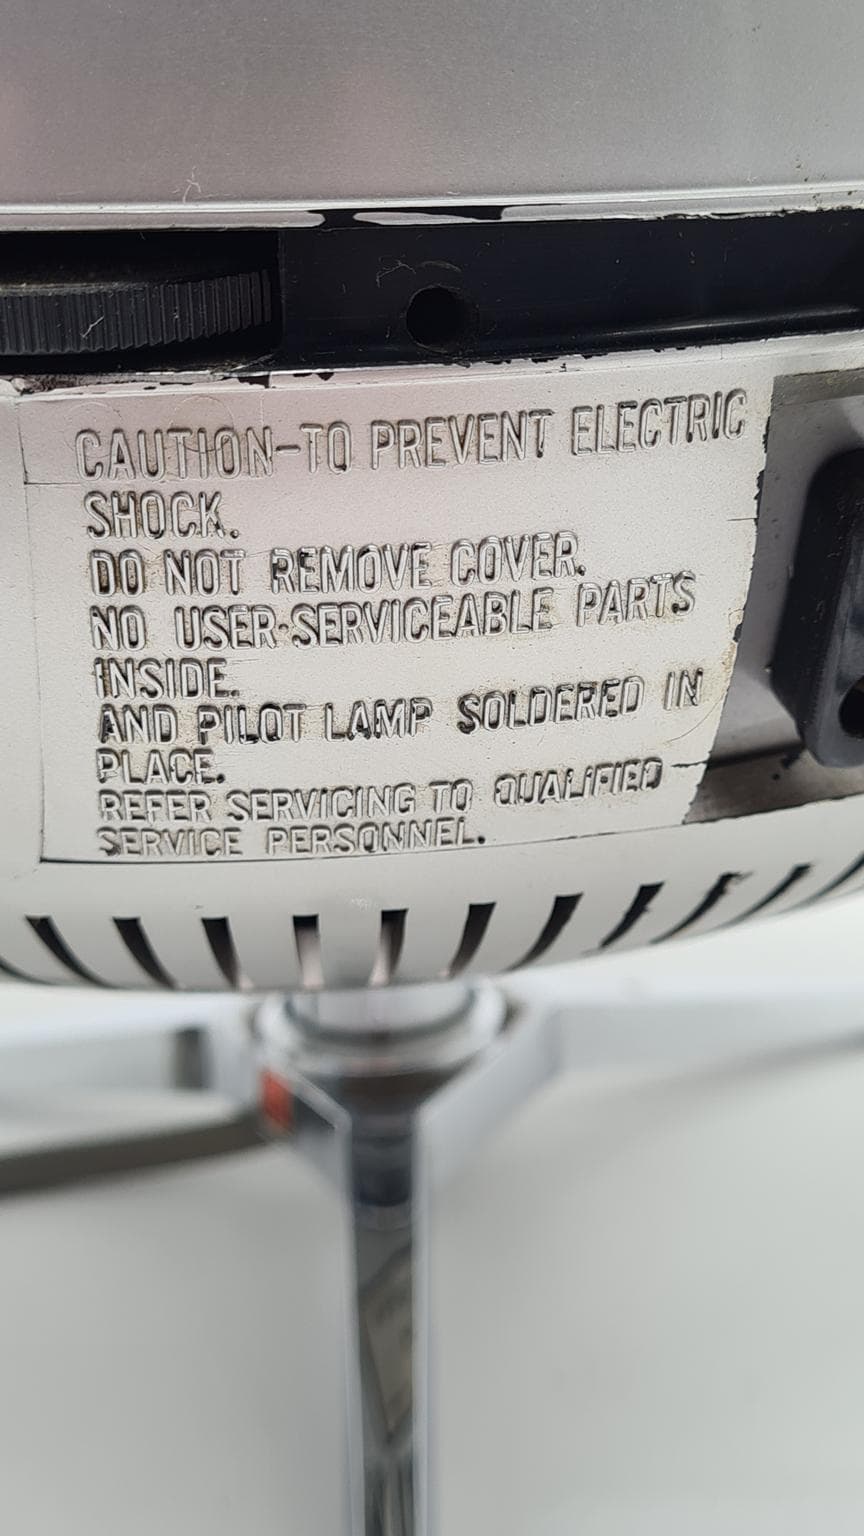 CAUTION-TO PREVENT ELECTRIC
SHOCK.
DO NOT REMOVE COVER.
NO USER-SERVICEABLE PARTS
INSIDE.
AND PILOT LAMP SOLDERED IN
PLACE.
REFER SERVICING TO QUALIFIED
SERVICE PERSONNEL.